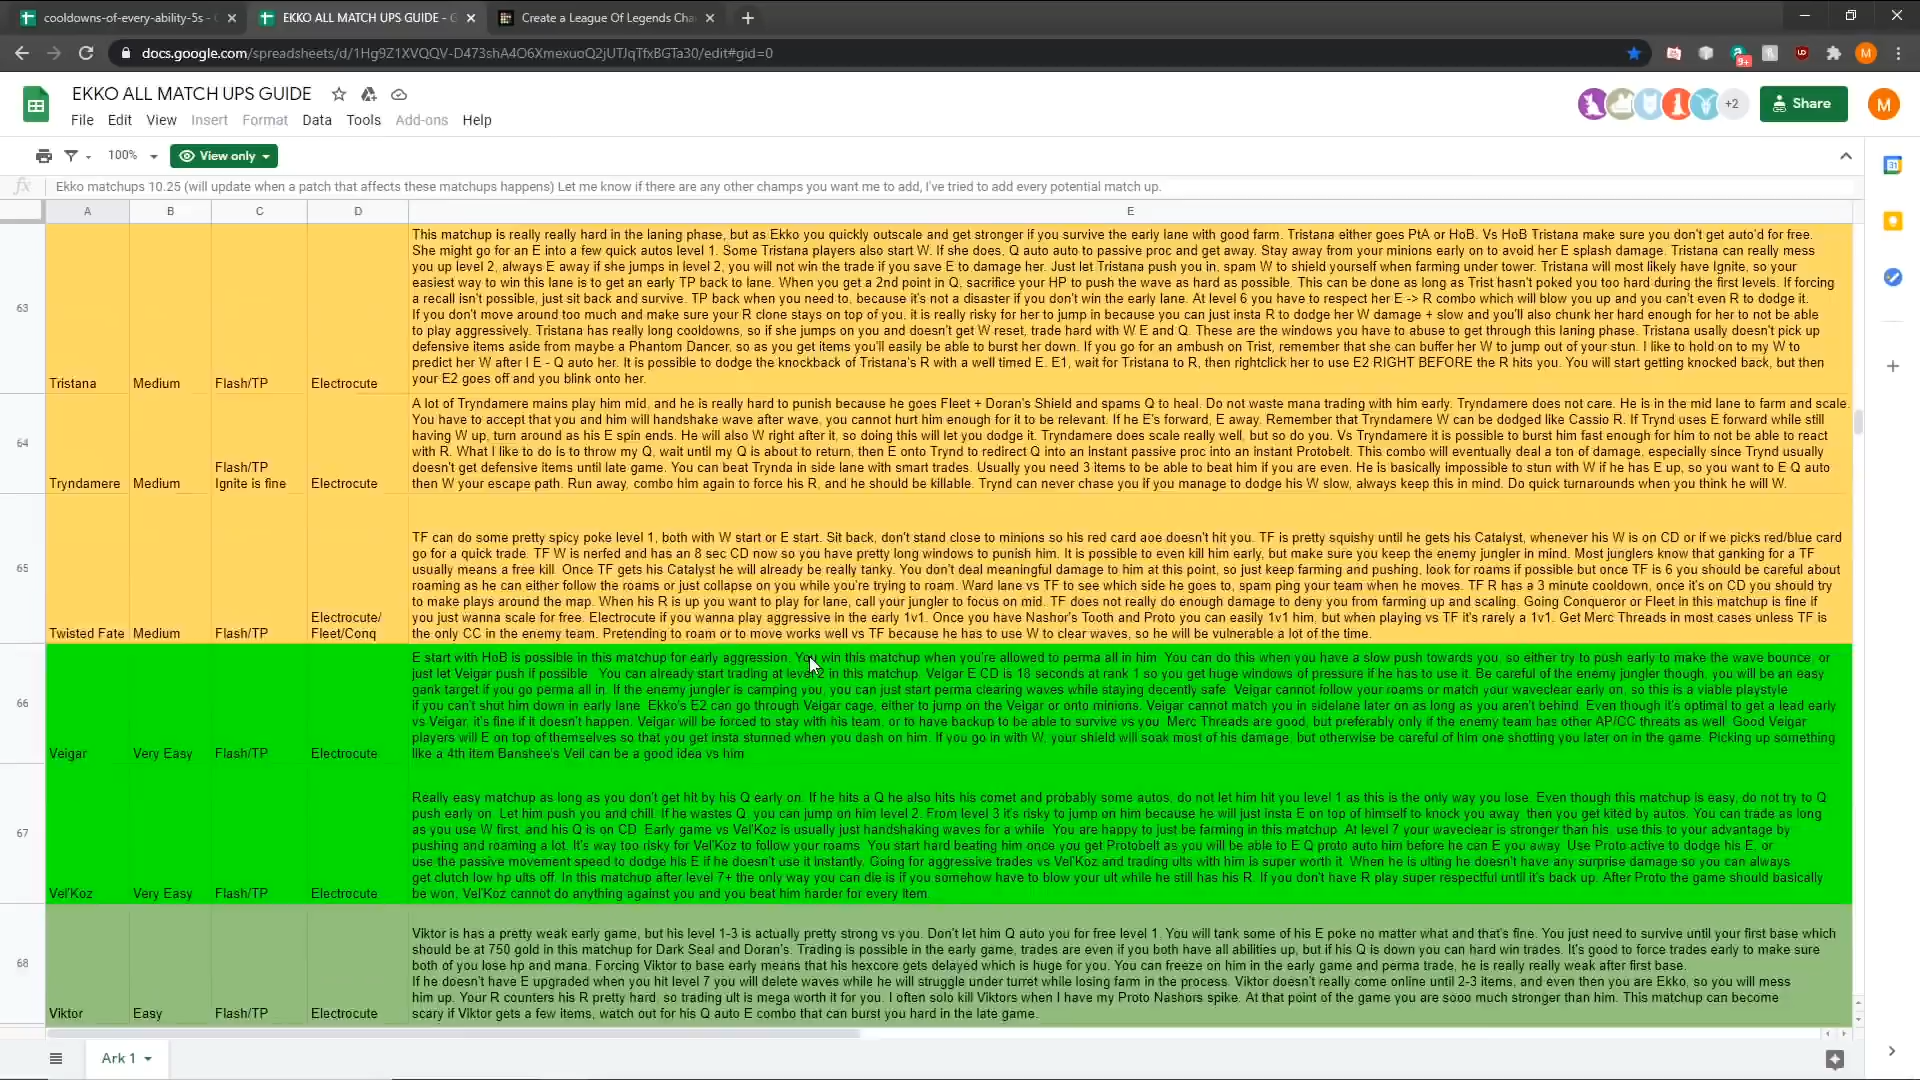 cooldowns-of-every-ability-5s -
EKKO ALL MATCH UPS GUIDE - G
Create a League Of Legends Cha
docs.google.com/spreadsheets/d/1Hg9Z1XVQQV-D473shA4O6XmexuoQ2jUTJqTfxBGTa30/edit#gid=0
9+
M
EKKO ALL MATCH UPS GUIDE
+2
Share
M
File Edit View Insert Format Data Tools Add-ons Help
100%
View only
31
fx
Ekko matchups 10.25 (will update when a patch that affects these matchups happens) Let me know if there are any other champs you want me to add, I've tried to add every potential match up.
A B C D E
63
Tristana
Medium
Flash/TP
Electrocute
This matchup is really really hard in the laning phase, but as Ekko you quickly outscale and get stronger if you survive the early lane with good farm. Tristana either goes PtA or HoB. Vs HoB Tristana make sure you don't get auto'd for free.
She might go for an E into a few quick autos level 1. Some Tristana players also start W. If she does, Q auto auto to passive proc and get away. Stay away from your minions early on to avoid her E splash damage. Tristana can really mess
you up level 2, always E away if she jumps in level 2, you will not win the trade if you save E to damage her. Just let Tristana push you in, spam W to shield yourself when farming under tower. Tristana will most likely have Ignite, so your
easiest way to win this lane is to get an early TP back to lane. When you get a 2nd point in Q, sacrifice your HP to push the wave as hard as possible. This can be done as long as Trist hasn't poked you too hard during the first levels. If forcing
a recall isn't possible, just sit back and survive. TP back when you need to, because it's not a disaster if you don't win the early lane. At level 6 you have to respect her E -> R combo which will blow you up and you can't even R to dodge it.
If you don't move around too much and make sure your R clone stays on top of you, it is really risky for her to jump in because you can just insta R to dodge her W damage + slow and you'll also chunk her hard enough for her to not be able
to play aggressively. Tristana has really long cooldowns, so if she jumps on you and doesn't get W reset, trade hard with W E and Q. These are the windows you have to abuse to get through this laning phase. Tristana usally doesn't pick up
defensive items aside from maybe a Phantom Dancer, so as you get items you'll easily be able to burst her down. If you go for an ambush on Trist, remember that she can buffer her W to jump out of your stun. I like to hold on to my W to
predict her W after I E - Q auto her. It is possible to dodge the knockback of Tristana's R with a well timed E. E1, wait for Tristana to R, then rightclick her to use E2 RIGHT BEFORE the R hits you. You will start getting knocked back, but then
your E2 goes off and you blink onto her.
64
Tryndamere
Medium
Flash/TP
Ignite is fine
Electrocute
A lot of Tryndamere mains play him mid, and he is really hard to punish because he goes Fleet + Doran's Shield and spams Q to heal. Do not waste mana trading with him early. Tryndamere does not care. He is in the mid lane to farm and scale.
You have to accept that you and him will handshake wave after wave, you cannot hurt him enough for it to be relevant. If he E's forward, E away. Remember that Tryndamere W can be dodged like Cassio R. If Trynd uses E forward while still
having W up, turn around as his E spin ends. He will also W right after it, so doing this will let you dodge it. Tryndamere does scale really well, but so do you. Vs Tryndamere it is possible to burst him fast enough for him to not be able to react
with R. What I like to do is to throw my Q, wait until my Q is about to return, then E onto Trynd to redirect Q into an instant passive proc into an instant Protobelt. This combo will eventually deal a ton of damage, especially since Trynd usually
doesn't get defensive items until late game. You can beat Trynda in side lane with smart trades. Usually you need 3 items to be able to beat him if you are even. He is basically impossible to stun with W if he has E up, so you want to E Q auto
then W your escape path. Run away, combo him again to force his R, and he should be killable. Trynd can never chase you if you manage to dodge his W slow, always keep this in mind. Do quick turnarounds when you think he will W.
65
Twisted Fate
Medium
Flash/TP
Electrocute/
Fleet/Conq
TF can do some pretty spicy poke level 1, both with W start or E start. Sit back, don't stand close to minions so his red card aoe doesn't hit you. TF is pretty squishy until he gets his Catalyst, whenever his W is on CD or if we picks red/blue card
go for a quick trade. TF W is nerfed and has an 8 sec CD now so you have pretty long windows to punish him. It is possible to even kill him early, but make sure you keep the enemy jungler in mind. Most junglers know that ganking for a TF
usually means a free kill. Once TF gets his Catalyst he will already be really tanky. You don't deal meaningful damage to him at this point, so just keep farming and pushing, look for roams if possible but once TF is 6 you should be careful about
roaming as he can either follow the roams or just collapse on you while you're trying to roam. Ward lane vs TF to see which side he goes to, spam ping your team when he moves. TF R has a 3 minute cooldown, once it's on CD you should try
to make plays around the map. When his R is up you want to play for lane, call your jungler to focus on mid. TF does not really do enough damage to deny you from farming up and scaling. Going Conqueror or Fleet in this matchup is fine if
you just wanna scale for free. Electrocute if you wanna play aggressive in the early 1v1. Once you have Nashor's Tooth and Proto you can easily 1v1 him, but when playing vs TF it's rarely a 1v1. Get Merc Threads in most cases unless TF is
the only CC in the enemy team. Pretending to roam or to move works well vs TF because he has to use W to clear waves, so he will be vulnerable a lot of the time.
66
Veigar
Very Easy
Flash/TP
Electrocute
E start with HoB is possible in this matchup for early aggression. You win this matchup when you're allowed to perma all in him. You can do this when you have a slow push towards you, so either try to push early to make the wave bounce, or
just let Veigar push if possible. You can already start trading at level 2 in this matchup. Veigar E CD is 18 seconds at rank 1 so you get huge windows of pressure if he has to use it. Be careful of the enemy jungler though, you will be an easy
gank target if you go perma all in. If the enemy jungler is camping you, you can just start perma clearing waves while staying decently safe. Veigar cannot follow your roams or match your waveclear early on, so this is a viable playstyle
if you can't shut him down in early lane. Ekko's E2 can go through Veigar cage, either to jump on the Veigar or onto minions. Veigar cannot match you in sidelane later on as long as you aren't behind. Even though it's optimal to get a lead early
vs Veigar, it's fine if it doesn't happen. Veigar will be forced to stay with his team, or to have backup to be able to survive vs you. Merc Threads are good, but preferably only if the enemy team has other AP/CC threats as well. Good Veigar
players will E on top of themselves so that you get insta stunned when you dash on him. If you go in with W, your shield will soak most of his damage, but otherwise be careful of him one shotting you later on in the game. Picking up something
like a 4th item Banshee's Veil can be a good idea vs him
67
Vel'Koz
Very Easy
Flash/TP
Electrocute
Really easy matchup as long as you don't get hit by his Q early on. If he hits a Q he also hits his comet and probably some autos, do not let him hit you level 1 as this is the only way you lose. Even though this matchup is easy, do not try to Q
push early on. Let him push you and chill. If he wastes Q, you can jump on him level 2. From level 3 it's risky to jump on him because he will just insta E on top of himself to knock you away, then you get kited by autos. You can trade as long
as you use W first, and his Q is on CD. Early game vs Vel'Koz is usually just handshaking waves for a while. You are happy to just be farming in this matchup. At level 7 your waveclear is stronger than his, use this to your advantage by
pushing and roaming a lot. It's way too risky for Vel'Koz to follow your roams. You start hard beating him once you get Protobelt as you will be able to E Q proto auto him before he can E you away. Use Proto active to dodge his E, or
use the passive movement speed to dodge his E if he doesn't use it instantly. Going for aggressive trades vs Vel'Koz and trading ults with him is super worth it. When he is ulting he doesn't have any surprise damage so you can always
get clutch low hp ults off. In this matchup after level 7+ the only way you can die is if you somehow have to blow your ult while he still has his R. If you don't have R play super respectful until it's back up. After Proto the game should basically
be won, Vel'Koz cannot do anything against you and you beat him harder for every item.
68
Viktor
Easy
Flash/TP
Electrocute
Viktor is has a pretty weak early game, but his level 1-3 is actually pretty strong vs you. Don't let him Q auto you for free level 1. You will tank some of his E poke no matter what and that's fine. You just need to survive until your first base which
should be at 750 gold in this matchup for Dark Seal and Doran's. Trading is possible in the early game, trades are even if you both have all abilities up, but if his Q is down you can hard win trades. It's good to force trades early to make sure
both of you lose hp and mana. Forcing Viktor to base early means that his hexcore gets delayed which is huge for you. You can freeze on him in the early game and perma trade, he is really really weak after first base.
If he doesn't have E upgraded when you hit level 7 you will delete waves while he will struggle under turret while losing farm in the process. Viktor doesn't really come online until 2-3 items, and even then you are Ekko, so you will mess
him up. Your R counters his R pretty hard, so trading ult is mega worth it for you. I often solo kill Viktors when I have my Proto Nashors spike. At that point of the game you are sooo much stronger than him. This matchup can become
scary if Viktor gets a few items, watch out for his Q auto E combo that can burst you hard in the late game.
Ark 1